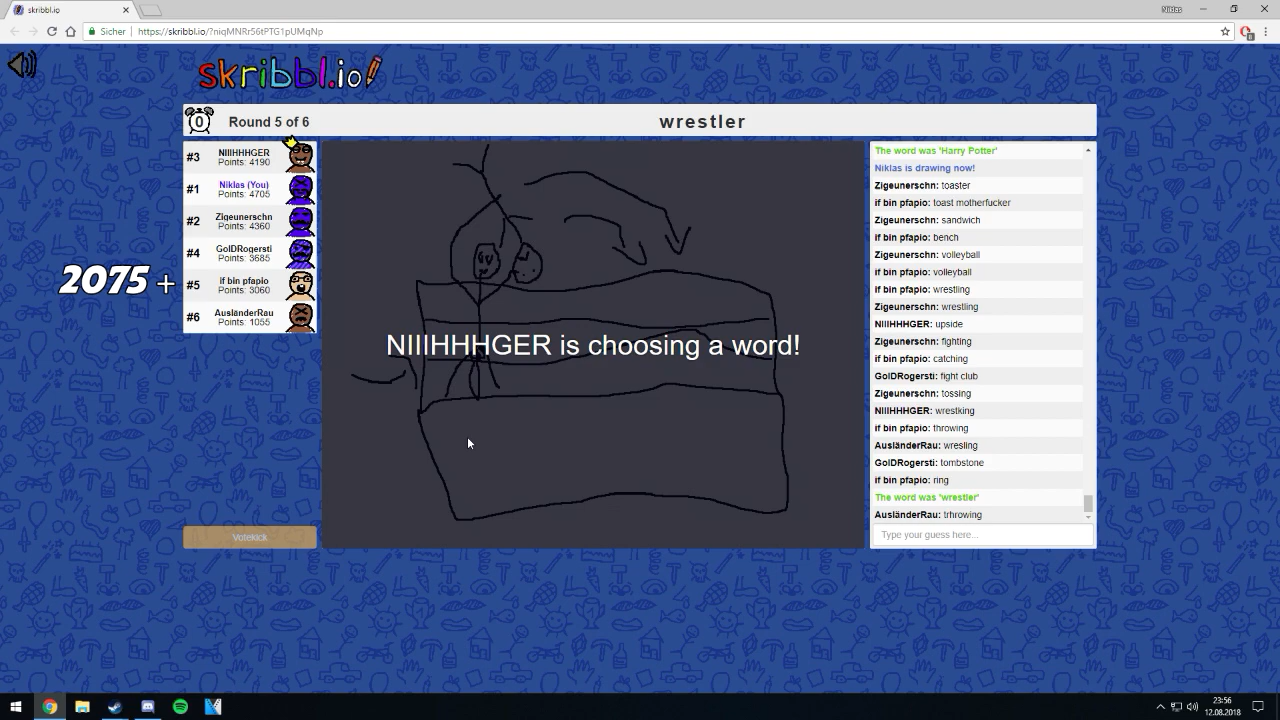 skribbl.io
Niklas
Sicher
https://skribbl.io/?niqMNRr56tPTG1pUMqNp
skribbl.io
0
Round 5 of 6
wrestler
#3
NIIIHHHGER
Points: 4190
#1
Niklas (You)
Points: 4705
#2
Zigeunerschn
Points: 4360
#4
GolDRogersti
Points: 3685
#5
if bin pfapio
Points: 3060
#6
AusländerRau
Points: 1055
2075 +
Votekick
NIIIHHHGER is choosing a word!
The word was 'Harry Potter'
Niklas is drawing now!
Zigeunerschn: toaster
if bin pfapio: toast motherfucker
Zigeunerschn: sandwich
if bin pfapio: bench
Zigeunerschn: volleyball
if bin pfapio: volleyball
if bin pfapio: wrestling
Zigeunerschn: wrestling
NIIIHHHGER: upside
Zigeunerschn: fighting
if bin pfapio: catching
GolDRogersti: fight club
Zigeunerschn: tossing
NIIIHHHGER: wrestking
if bin pfapio: throwing
AusländerRau: wresling
GolDRogersti: tombstone
if bin pfapio: ring
The word was 'wrestler'
AusländerRau: trhrowing
Type your guess here...
23:56
12.08.2018